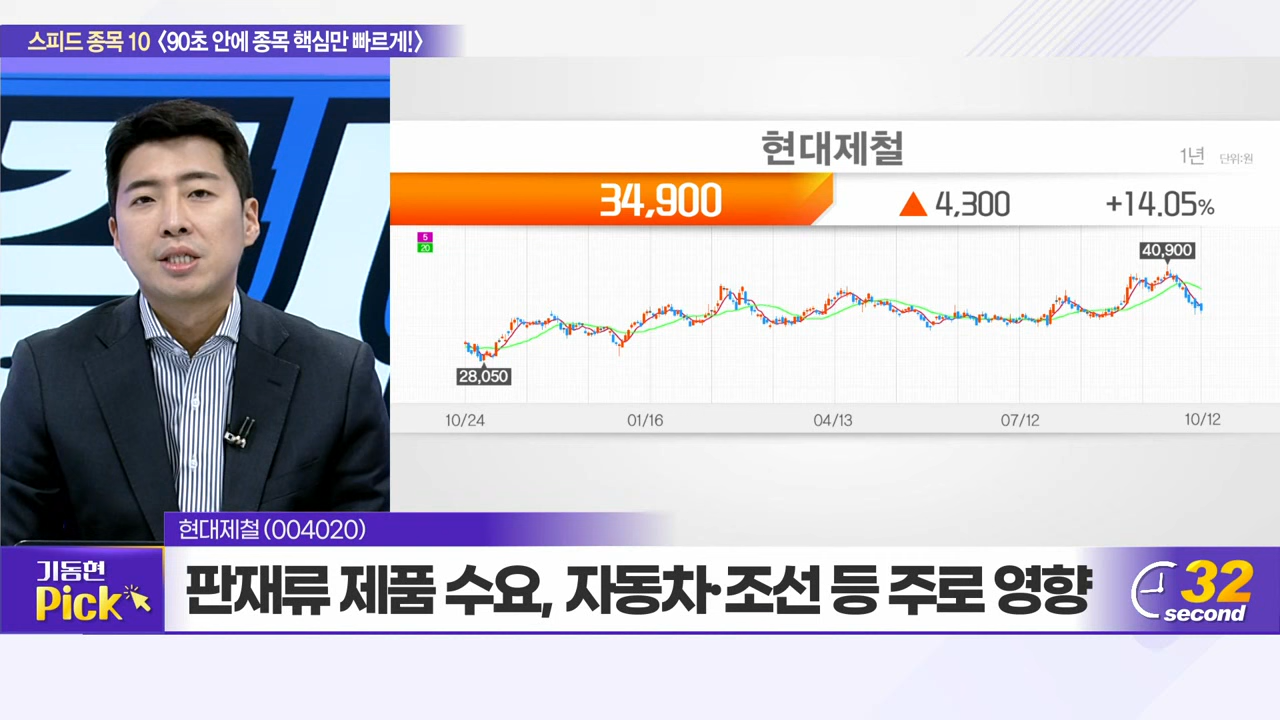 스피드 종목 10 〈90초 안에 종목 핵심만 빠르게!〉
현대제철
1년 단위:원
34,900 ▲ 4,300 +14.05%
5
20
40,900
28,050
10/24 01/16 04/13 07/12 10/12
현대제철(004020)
기동현
Pick
판재류 제품 수요, 자동차·조선 등 주로 영향
32
second